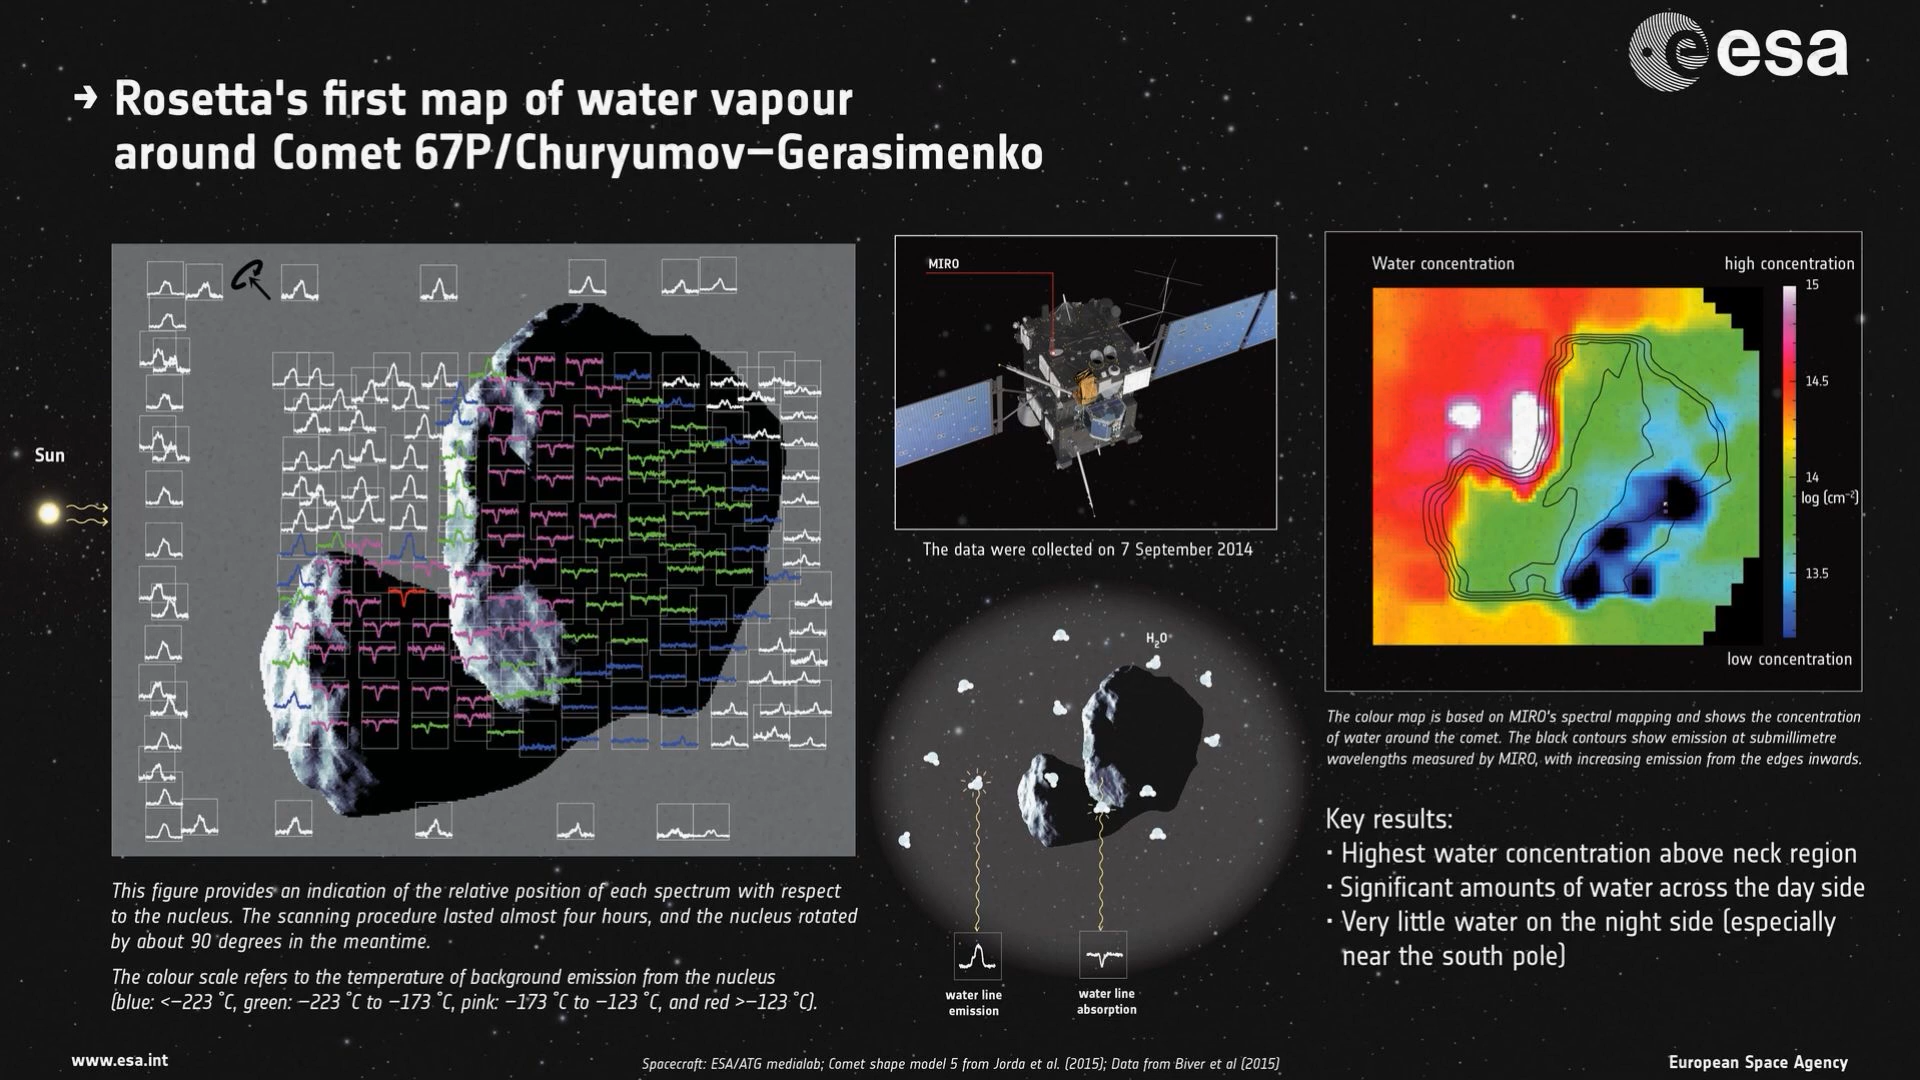 esa
→ Rosetta's first map of water vapour
around Comet 67P/Churyumov–Gerasimenko
Sun
This figure provides an indication of the relative position of each spectrum with respect
to the nucleus. The scanning procedure lasted almost four hours, and the nucleus rotated
by about 90 degrees in the meantime.
The colour scale refers to the temperature of background emission from the nucleus
(blue: <–223 ˚C, green: –223 ˚C to –173 ˚C, pink: –173 ˚C to –123 ˚C, and red >–123 ˚C).
MIRO
The data were collected on 7 September 2014
H₂O
water line
emission
water line
absorption
Water concentration
high concentration
15
14.5
14
log (cm⁻²)
13.5
low concentration
The colour map is based on MIRO's spectral mapping and shows the concentration
of water around the comet. The black contours show emission at submillimetre
wavelengths measured by MIRO, with increasing emission from the edges inwards.
Key results:
· Highest water concentration above neck region
· Significant amounts of water across the day side
· Very little water on the night side (especially
near the south pole)
www.esa.int
Spacecraft: ESA/ATG medialab; Comet shape model 5 from Jorda et al. (2015); Data from Biver et al (2015)
European Space Agency